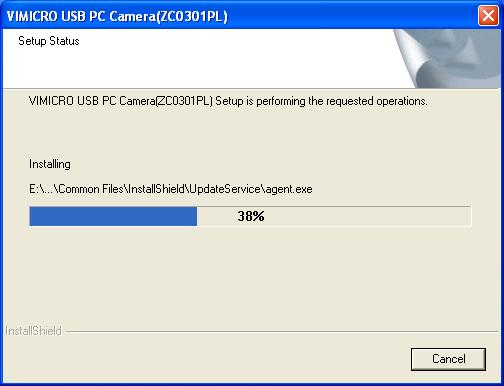 VIMICRO USB PC Camera(ZC0301PL)
Setup Status
VIMICRO USB PC Camera(ZC0301PL) Setup is performing the requested operations.
Installing
E:\...\Common Files\InstallShield\UpdateService\agent.exe
38%
InstallShield
Cancel